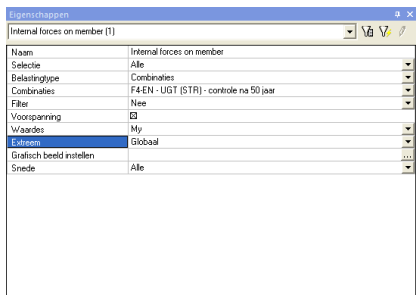 Eigenschappen
Internal forces on member (1)
Naam Internal forces on member
Selectie Alle
Belastingtype Combinaties
Combinaties F4-EN - UGT (STR) - controle na 50 jaar
Filter Nee
Voorspanning
Waardes My
Extreem Globaal
Grafisch beeld instellen ...
Snede Alle